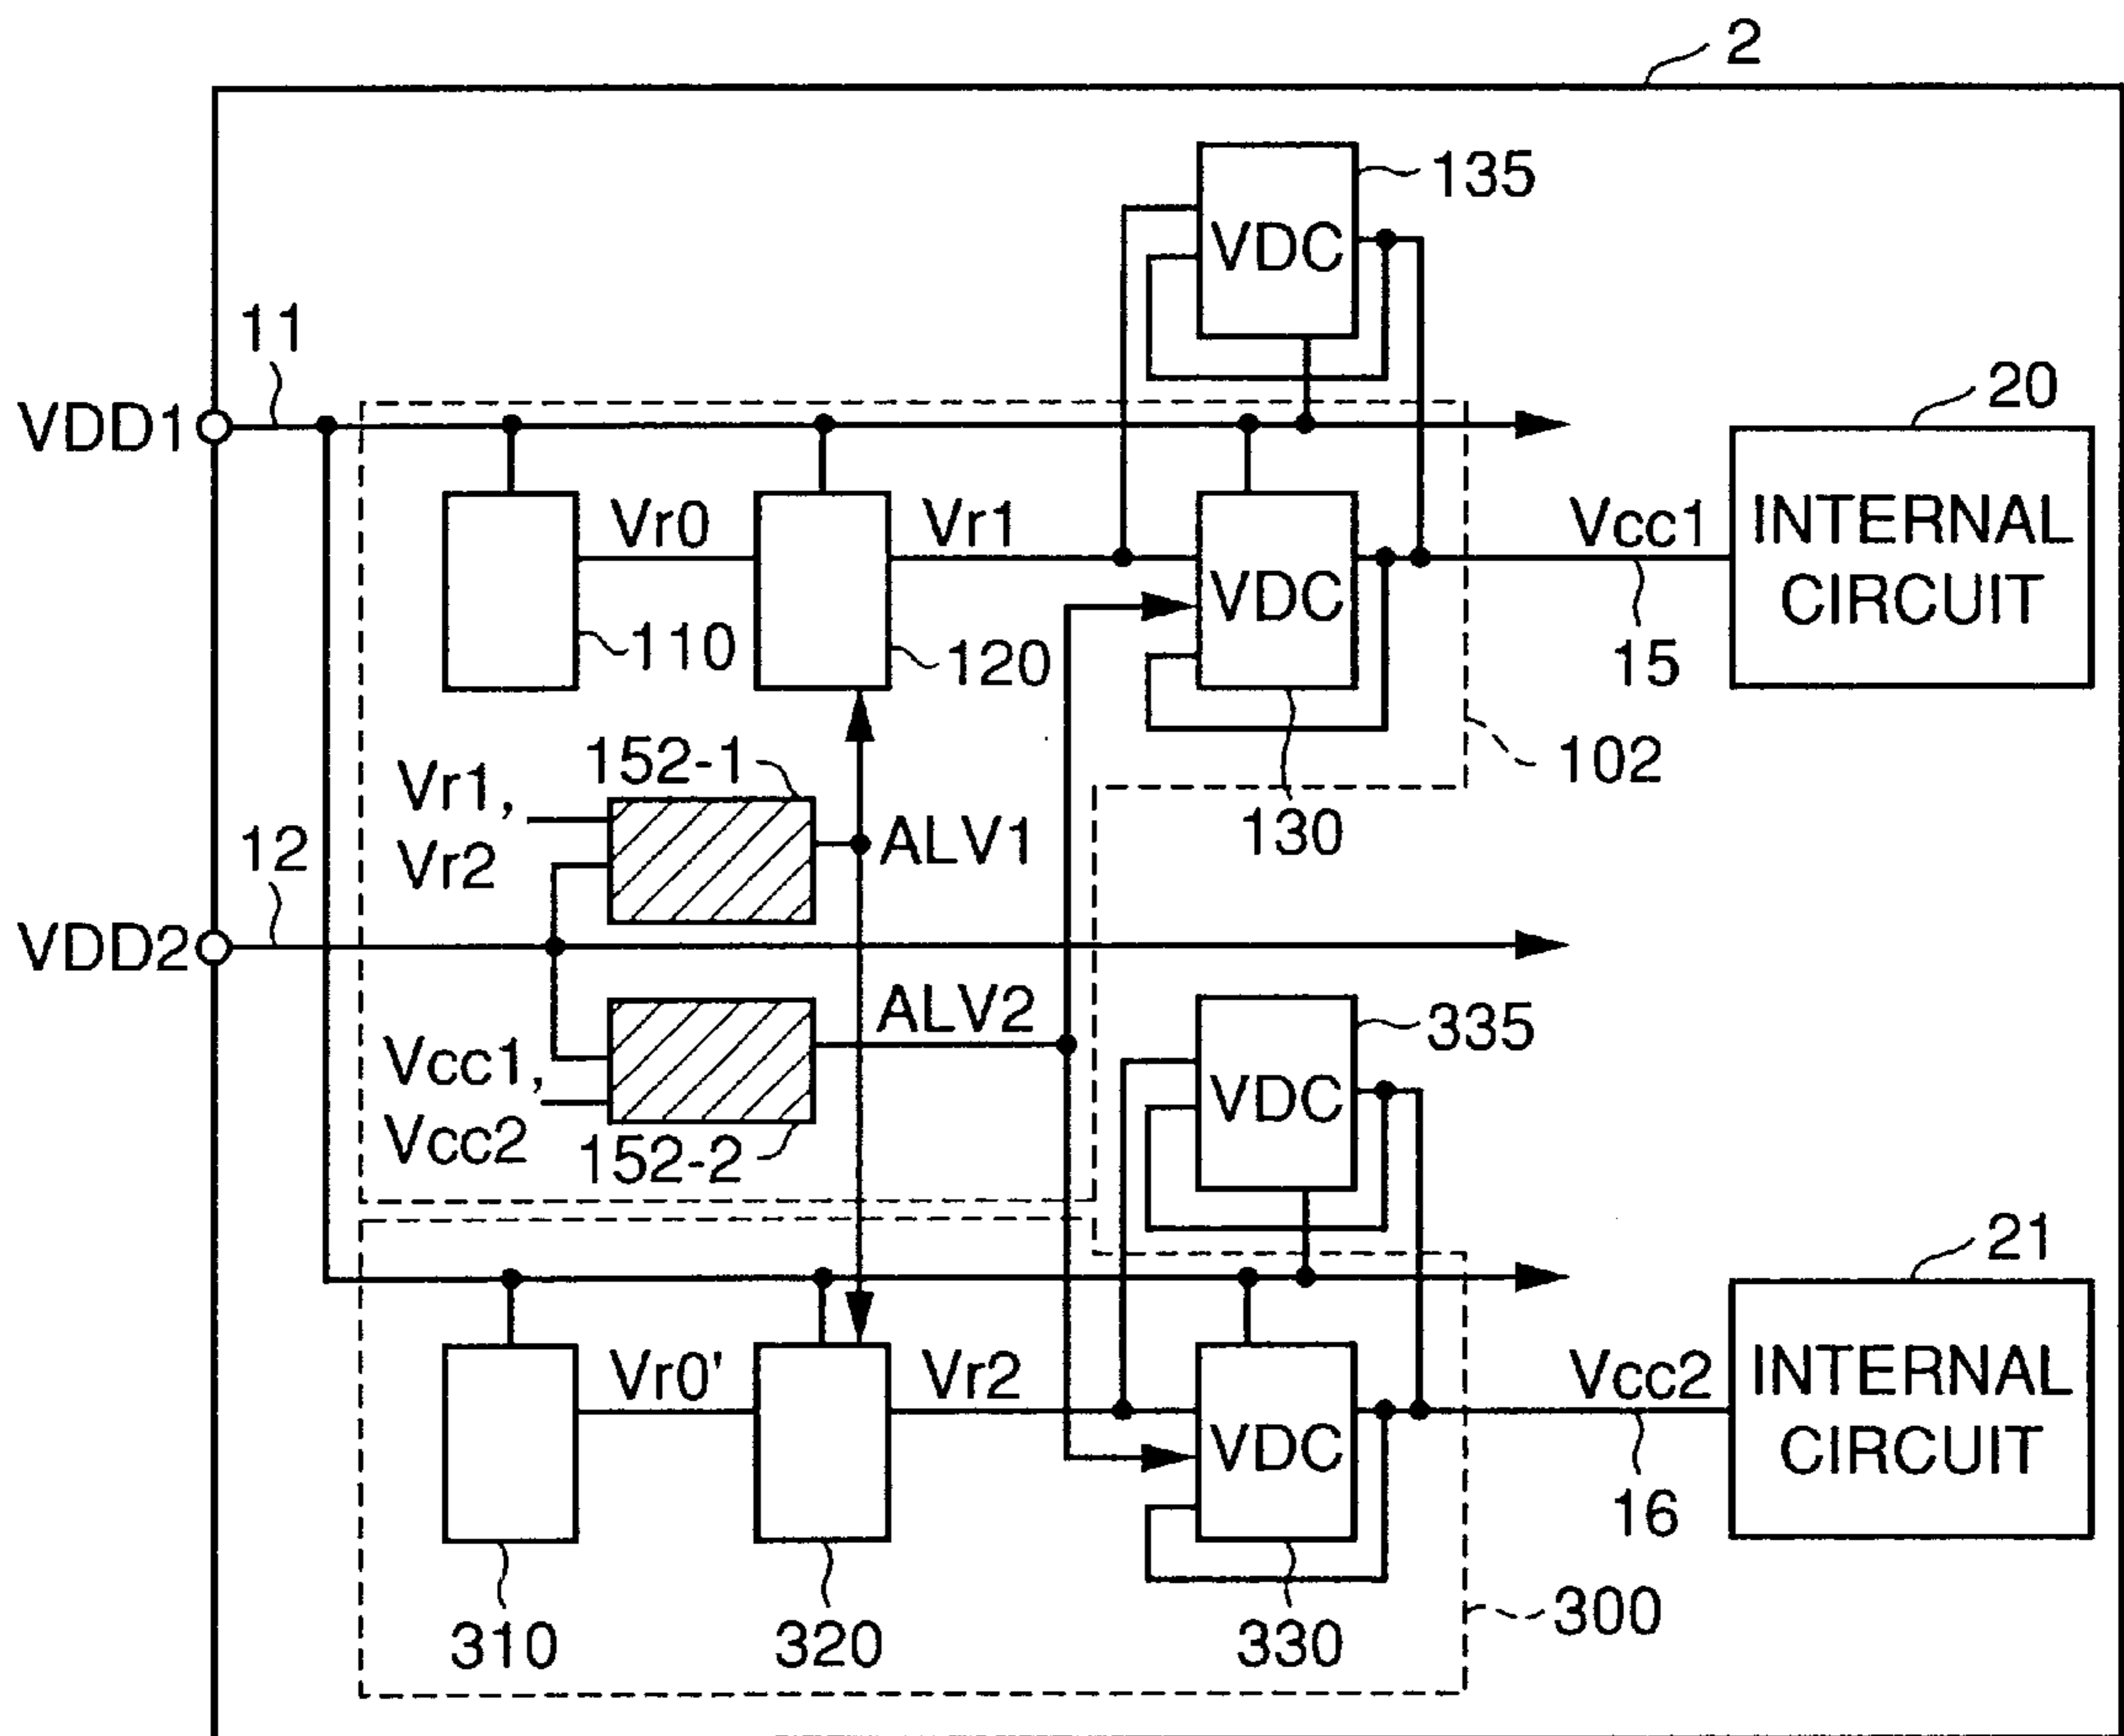 2
135
VDC
11
20
VDD1
Vr0
Vr1
Vcc1
INTERNAL
CIRCUIT
VDC
110
120
15
152-1
102
Vr1,
Vr2
130
12
ALV1
VDD2
ALV2
335
Vcc1,
Vcc2
VDC
152-2
21
Vr0'
Vr2
Vcc2
INTERNAL
CIRCUIT
VDC
16
300
310
320
330